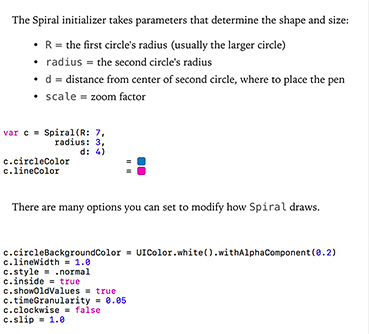 The Spiral initializer takes parameters that determine the shape and size:
• R = the first circle's radius (usually the larger circle)
• radius = the second circle's radius
• d = distance from center of second circle, where to place the pen
• scale = zoom factor
var c = Spiral(R: 7,
radius: 3,
d: 4)
c.circleColor =
c.lineColor =
There are many options you can set to modify how Spiral draws.
c.circleBackgroundColor = UIColor.white().withAlphaComponent(0.2)
c.lineWidth = 1.0
c.style = .normal
c.inside = true
c.showOldValues = true
c.timeGranularity = 0.05
c.clockwise = false
c.slip = 1.0